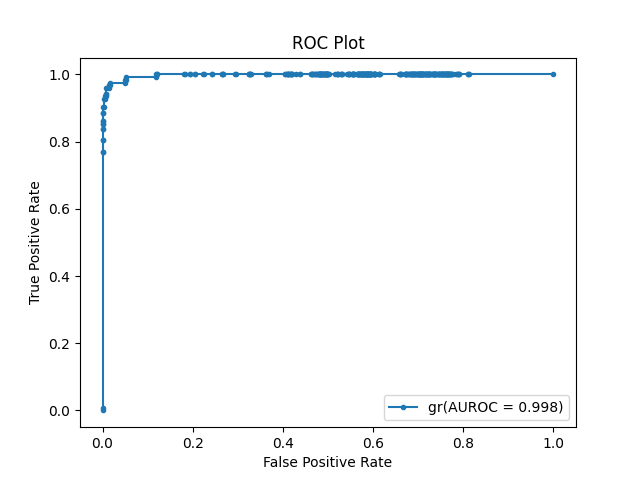 ROC Plot
True Positive Rate
1.0
0.8
0.6
0.4
0.2
0.0
gr(AUROC = 0.998)
0.0 0.2 0.4 0.6 0.8 1.0
False Positive Rate